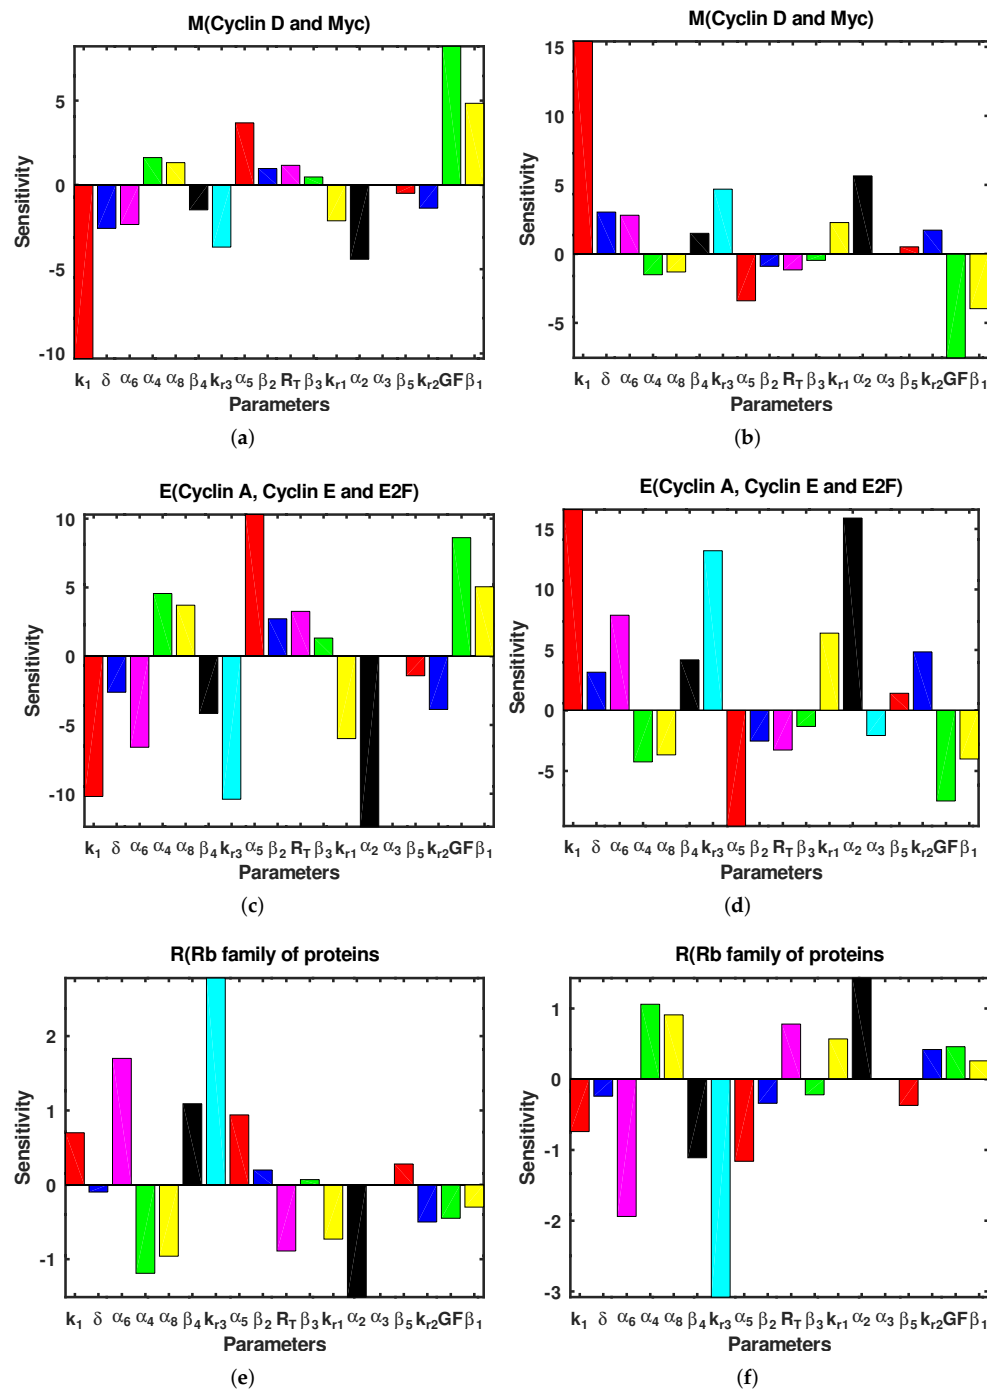 M(Cyclin D and Myc)
5
0
-5
-10
Sensitivity
k1 δ α6 α4 α8 β4 kr3 α5 β2 RT β3 kr1 α2 α3 β5 kr2 GF β1
Parameters
(a)
M(Cyclin D and Myc)
15
10
5
0
-5
Sensitivity
k1 δ α6 α4 α8 β4 kr3 α5 β2 RT β3 kr1 α2 α3 β5 kr2 GF β1
Parameters
(b)
E(Cyclin A, Cyclin E and E2F)
10
5
0
-5
-10
Sensitivity
k1 δ α6 α4 α8 β4 kr3 α5 β2 RT β3 kr1 α2 α3 β5 kr2 GF β1
Parameters
(c)
E(Cyclin A, Cyclin E and E2F)
15
10
5
0
-5
Sensitivity
k1 δ α6 α4 α8 β4 kr3 α5 β2 RT β3 kr1 α2 α3 β5 kr2 GF β1
Parameters
(d)
R(Rb family of proteins
2
1
0
-1
Sensitivity
k1 δ α6 α4 α8 β4 kr3 α5 β2 RT β3 kr1 α2 α3 β5 kr2 GF β1
Parameters
(e)
R(Rb family of proteins
1
0
-1
-2
-3
Sensitivity
k1 δ α6 α4 α8 β4 kr3 α5 β2 RT β3 kr1 α2 α3 β5 kr2 GF β1
Parameters
(f)